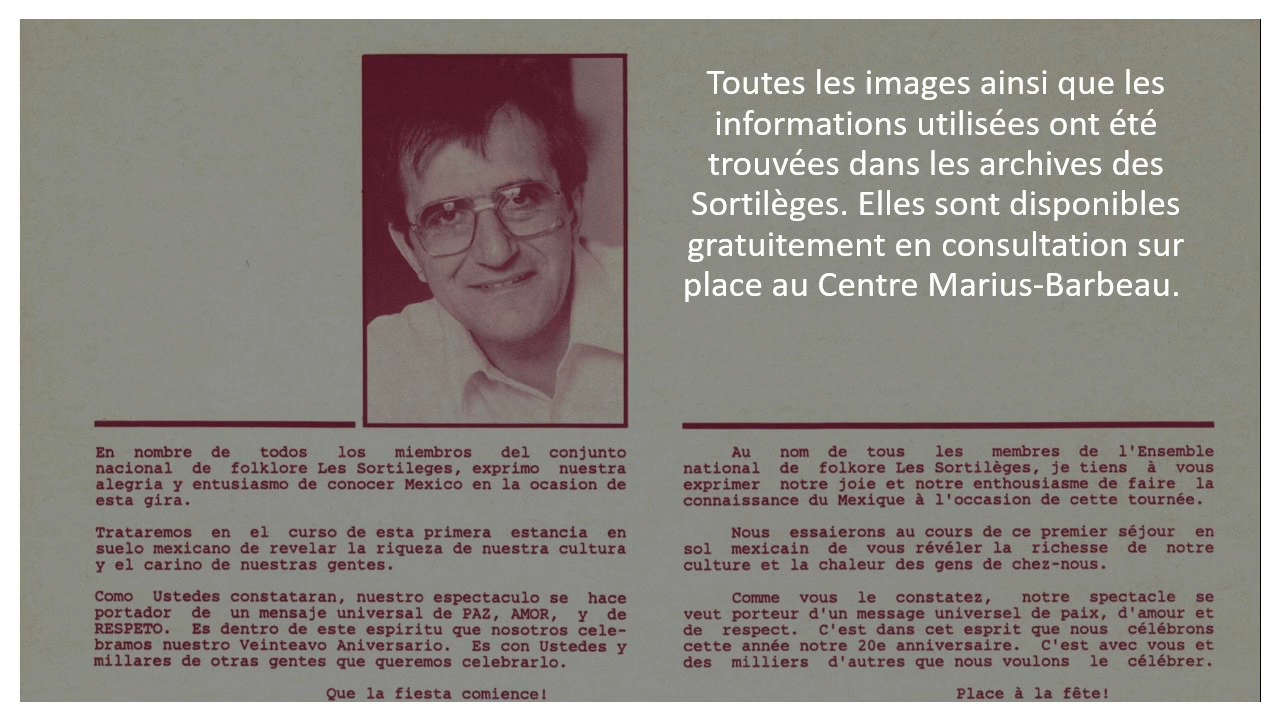 Toutes les images ainsi que les
informations utilisées ont été
trouvées dans les archives des
Sortilèges. Elles sont disponibles
gratuitement en consultation sur
place au Centre Marius-Barbeau.
En nombre de todos los miembros del conjunto
nacional de folklore Les Sortileges, exprimo nuestra
alegria y entusiasmo de conocer Mexico en la ocasion de
esta gira.
Trataremos en el curso de esta primera estancia en
suelo mexicano de revelar la riqueza de nuestra cultura
y el carino de nuestras gentes.
Como Ustedes constataran, nuestro espectaculo se hace
portador de un mensaje universal de PAZ, AMOR, y de
RESPETO. Es dentro de este espiritu que nosotros cele-
bramos nuestro Veinteavo Aniversario. Es con Ustedes y
millares de otras gentes que queremos celebrarlo.
Que la fiesta comience!
Au nom de tous les membres de l'Ensemble
national de folkore Les Sortilèges, je tiens à vous
exprimer notre joie et notre enthousiasme de faire la
connaissance du Mexique à l'occasion de cette tournée.
Nous essaierons au cours de ce premier séjour en
sol mexicain de vous révéler la richesse de notre
culture et la chaleur des gens de chez-nous.
Comme vous le constatez, notre spectacle se
veut porteur d'un message universel de paix, d'amour et
de respect. C'est dans cet esprit que nous célébrons
cette année notre 20e anniversaire. C'est avec vous et
des milliers d'autres que nous voulons le célébrer.
Place à la fête!